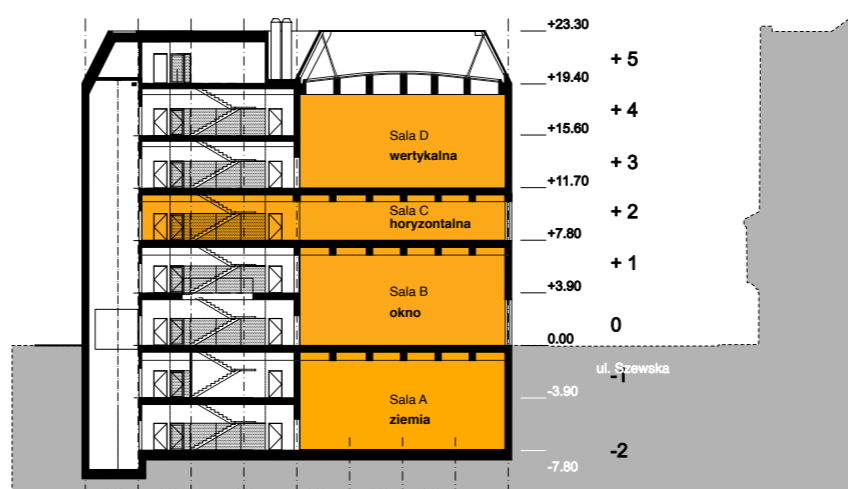 +23.30
+ 5
+19.40
+ 4
+15.60
Sala D
wertykalna
+ 3
+11.70
Sala C
horyzontalna
+ 2
+7.80
+ 1
+3.90
Sala B
okno
0
0.00
ul. Szewska
-1
-3.90
Sala A
ziemia
-2
-7.80